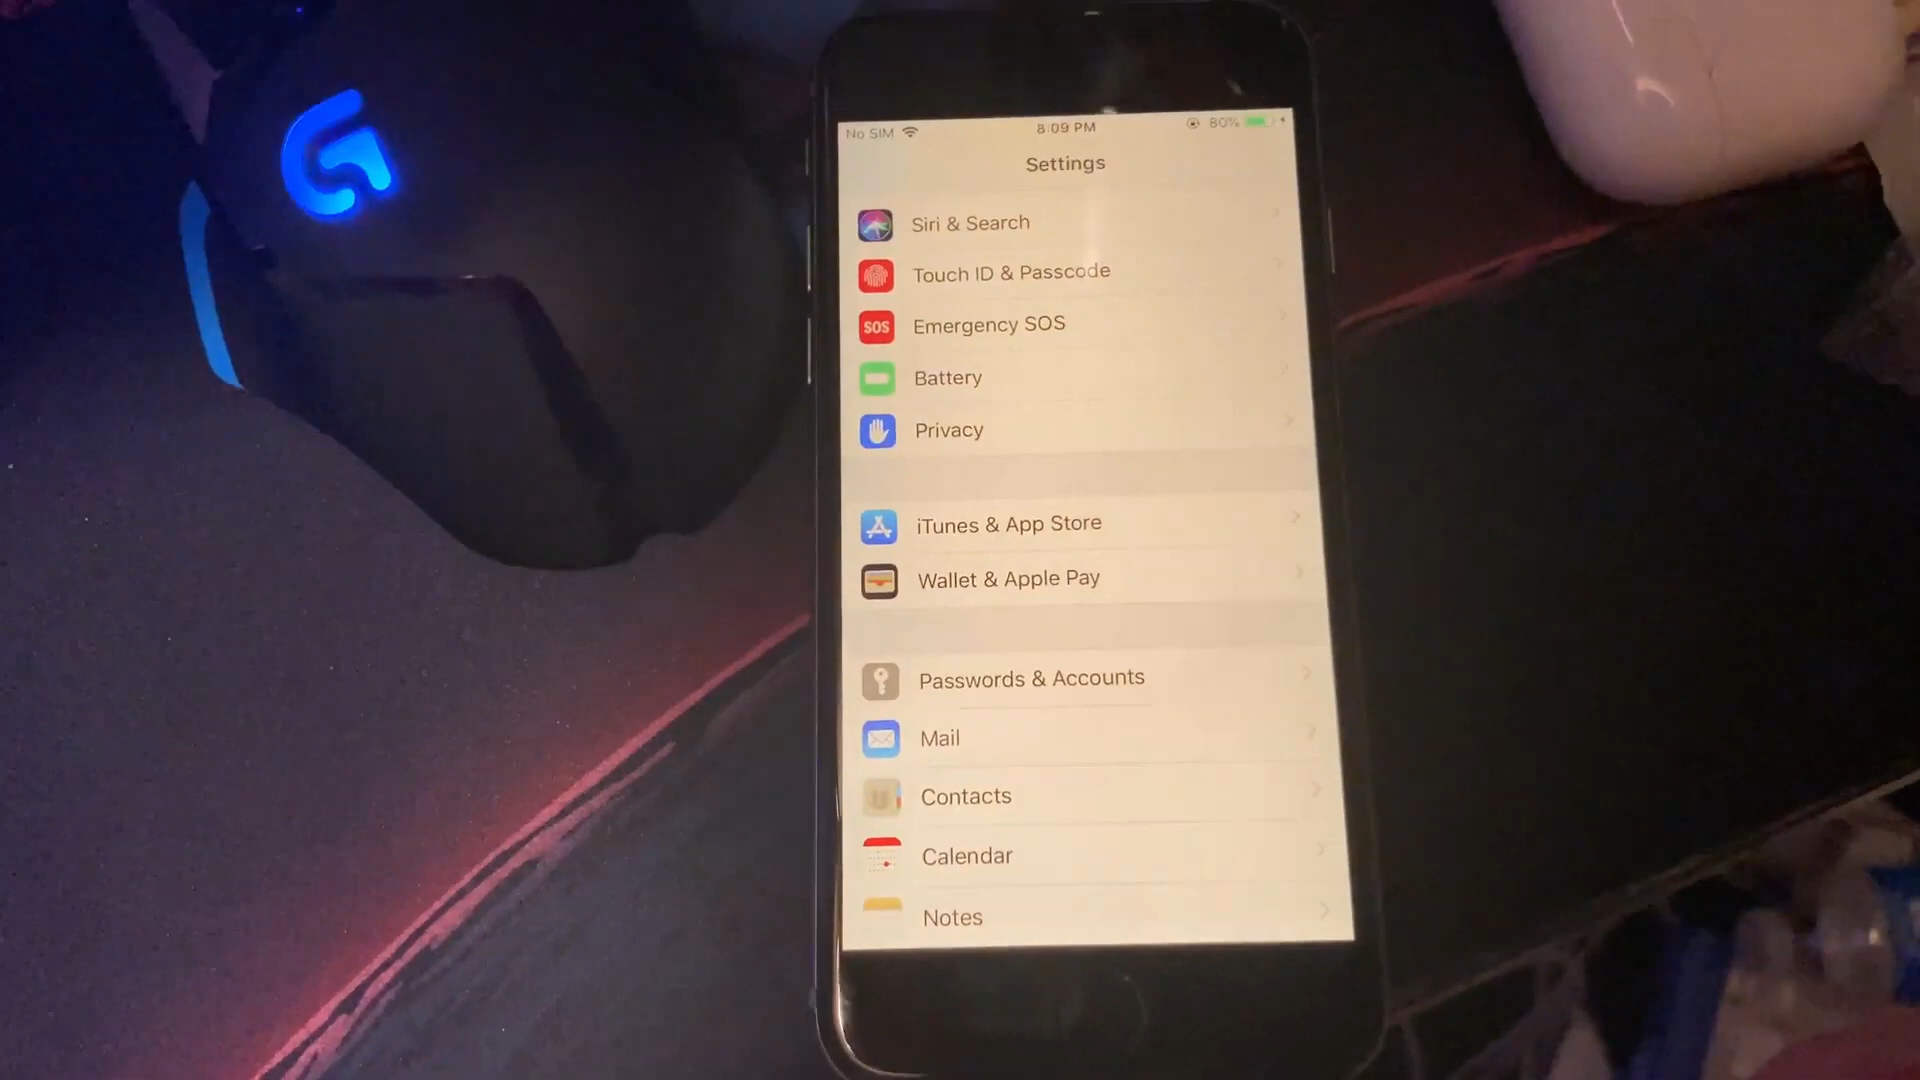 No SIM 8:09 PM 80%
Settings
Siri & Search
Touch ID & Passcode
SOS Emergency SOS
Battery
Privacy
iTunes & App Store
Wallet & Apple Pay
Passwords & Accounts
Mail
Contacts
Calendar
Notes